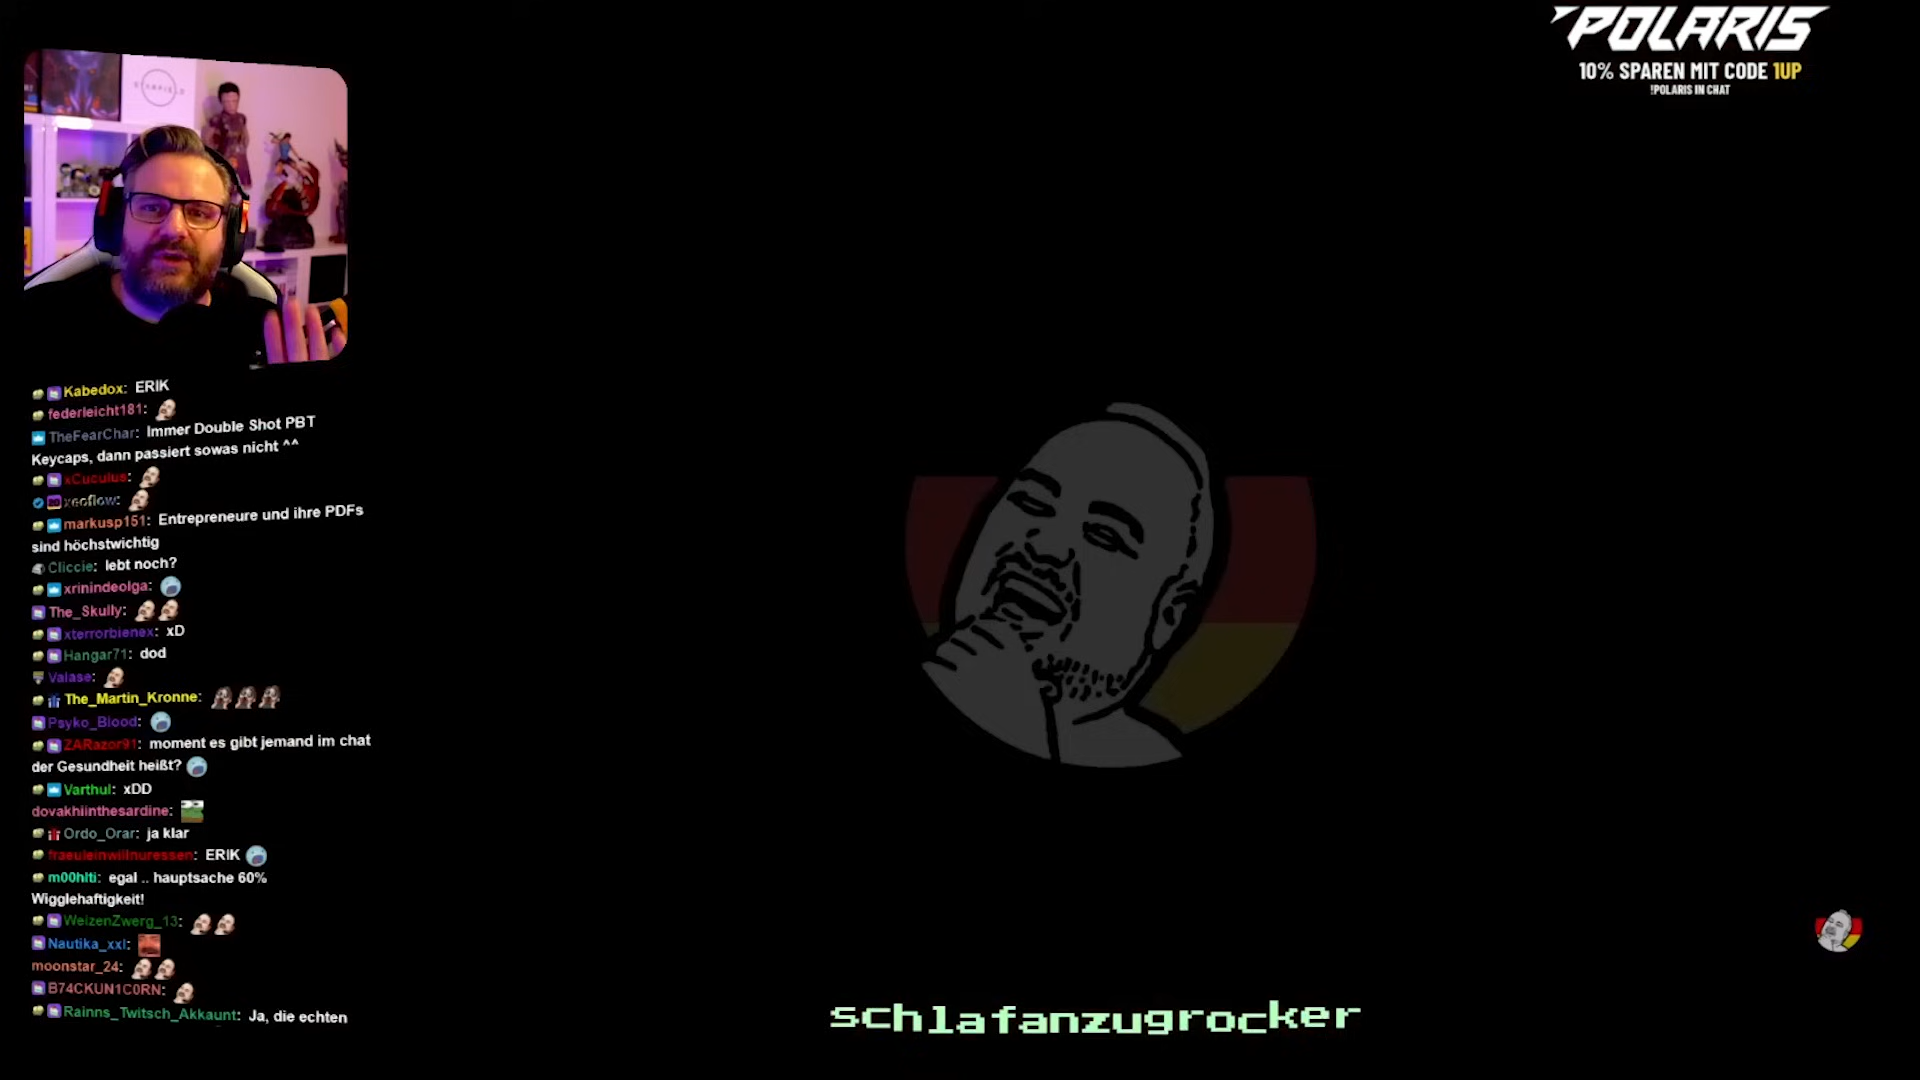 POLARIS
10% SPAREN MIT CODE 1UP
!POLARIS IN CHAT
STARFIELD
Kabedox: ERIK
federleicht181:
TheFearChar: Immer Double Shot PBT
Keycaps, dann passiert sowas nicht ^^
xCuculus:
xeoflow:
markusp151: Entrepreneure und ihre PDFs
sind höchstwichtig
Cliccie: lebt noch?
xrinindeolga:
The_Skully:
xterrorbienex: xD
Hangar71: dod
Valase:
The_Martin_Kronne:
Psyko_Blood:
ZARazor91: moment es gibt jemand im chat
der Gesundheit heißt?
Varthul: xDD
dovakhiinthesardine:
Ordo_Orar: ja klar
fraeuleinwillnuressen: ERIK
m00hlti: egal .. hauptsache 60%
Wigglehaftigkeit!
WeizenZwerg_13:
Nautika_xxl:
moonstar_24:
B74CKUN1C0RN:
Rainns_Twitsch_Akkaunt: Ja, die echten
schlafanzugrocker